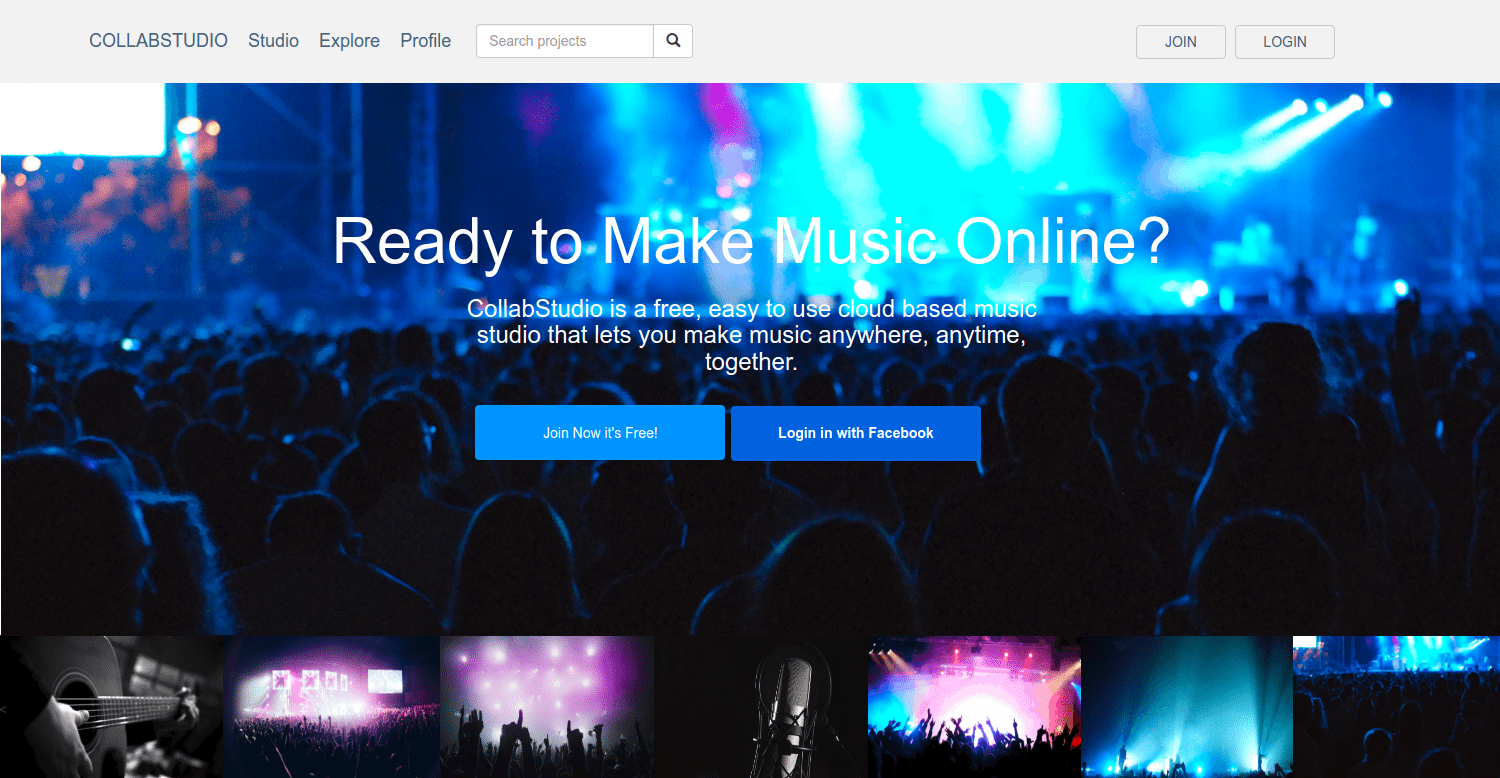 COLLABSTUDIO Studio Explore Profile Search projects JOIN LOGIN
Ready to Make Music Online?
CollabStudio is a free, easy to use cloud based music
studio that lets you make music anywhere, anytime,
together.
Join Now it's Free! Login in with Facebook
<